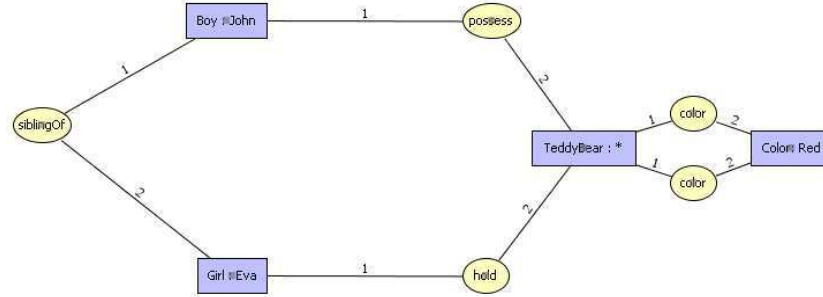 Boy : John
1
possess
1
2
siblingOf
color
1
2
TeddyBear : *
Color : Red
1
2
color
2
2
Girl : Eva
1
hold